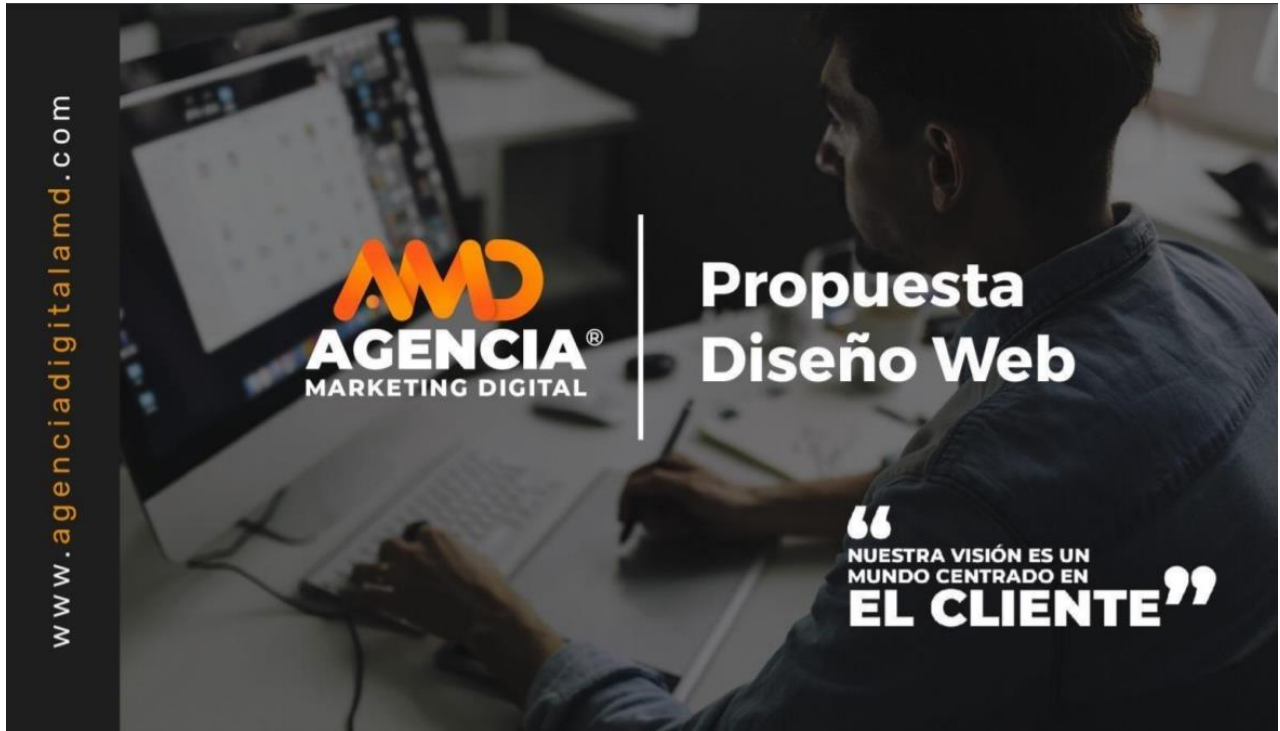 www.agenciadigitalamd.com
AMD
AGENCIA®
MARKETING DIGITAL
Propuesta
Diseño Web
“
NUESTRA VISIÓN ES UN
MUNDO CENTRADO EN
EL CLIENTE”